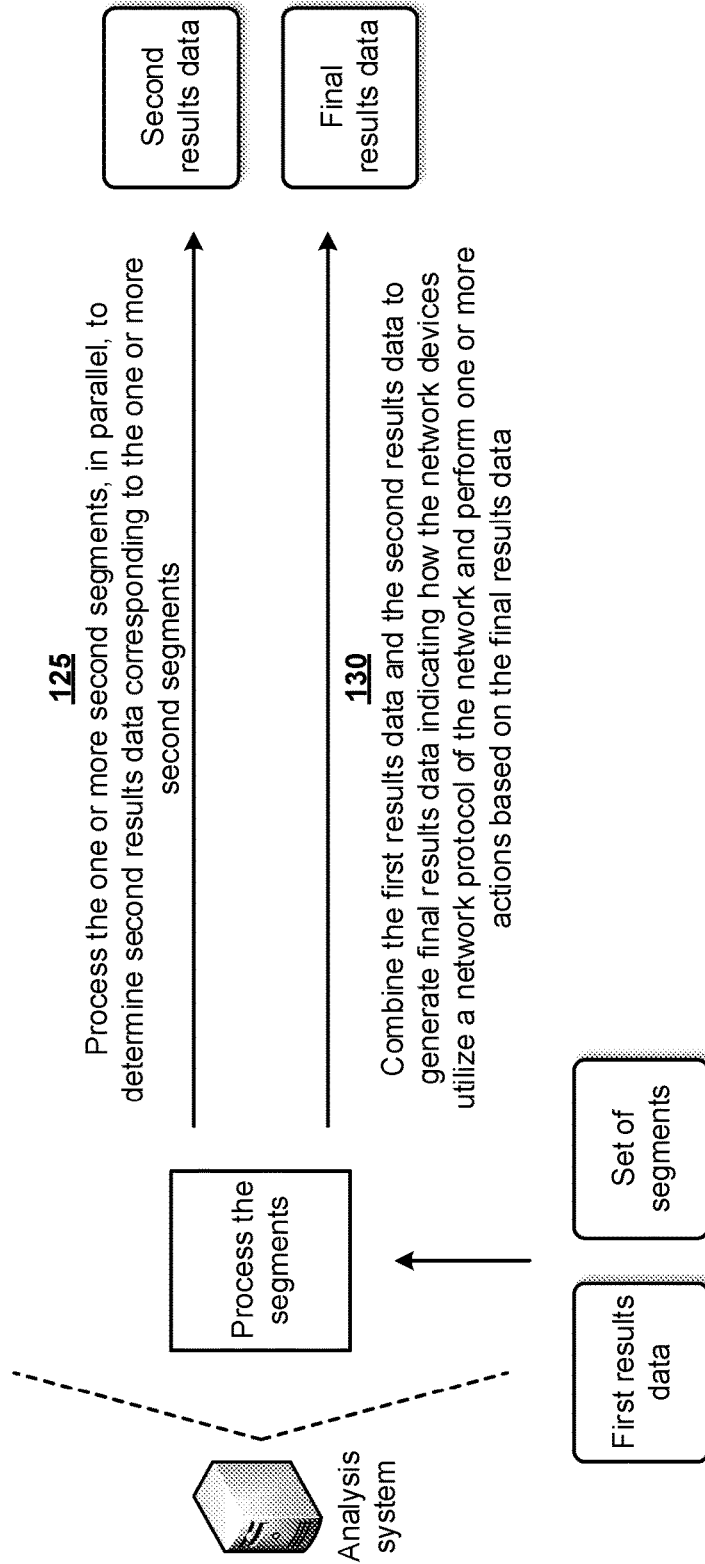 Analysis
system
Process the
segments
First results
data
Set of
segments
125
Process the one or more second segments, in parallel, to
determine second results data corresponding to the one or more
second segments
130
Combine the first results data and the second results data to
generate final results data indicating how the network devices
utilize a network protocol of the network and perform one or more
actions based on the final results data
Second
results data
Final
results data